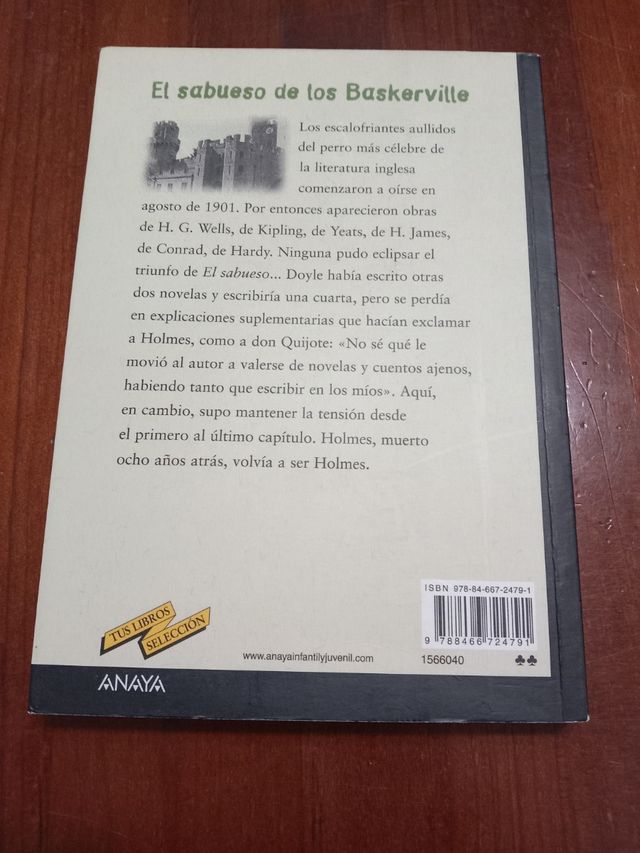 El sabueso de los Baskerville
Los escalofriantes aullidos
del perro más célebre de
la literatura inglesa
comenzaron a oírse en
agosto de 1901. Por entonces aparecieron obras
de H. G. Wells, de Kipling, de Yeats, de H. James,
de Conrad, de Hardy. Ninguna pudo eclipsar el
triunfo de El sabueso... Doyle había escrito otras
dos novelas y escribiría una cuarta, pero se perdía
en explicaciones suplementarias que hacían exclamar
a Holmes, como a don Quijote: «No sé qué le
movió al autor a valerse de novelas y cuentos ajenos,
habiendo tanto que escribir en los míos». Aquí,
en cambio, supo mantener la tensión desde
el primero al último capítulo. Holmes, muerto
ocho años atrás, volvía a ser Holmes.
ISBN 978-84-667-2479-1
9 788466 724791
TUS LIBROS
SELECCIÓN
www.anayainfantilyjuvenil.com
1566040
ANAYA